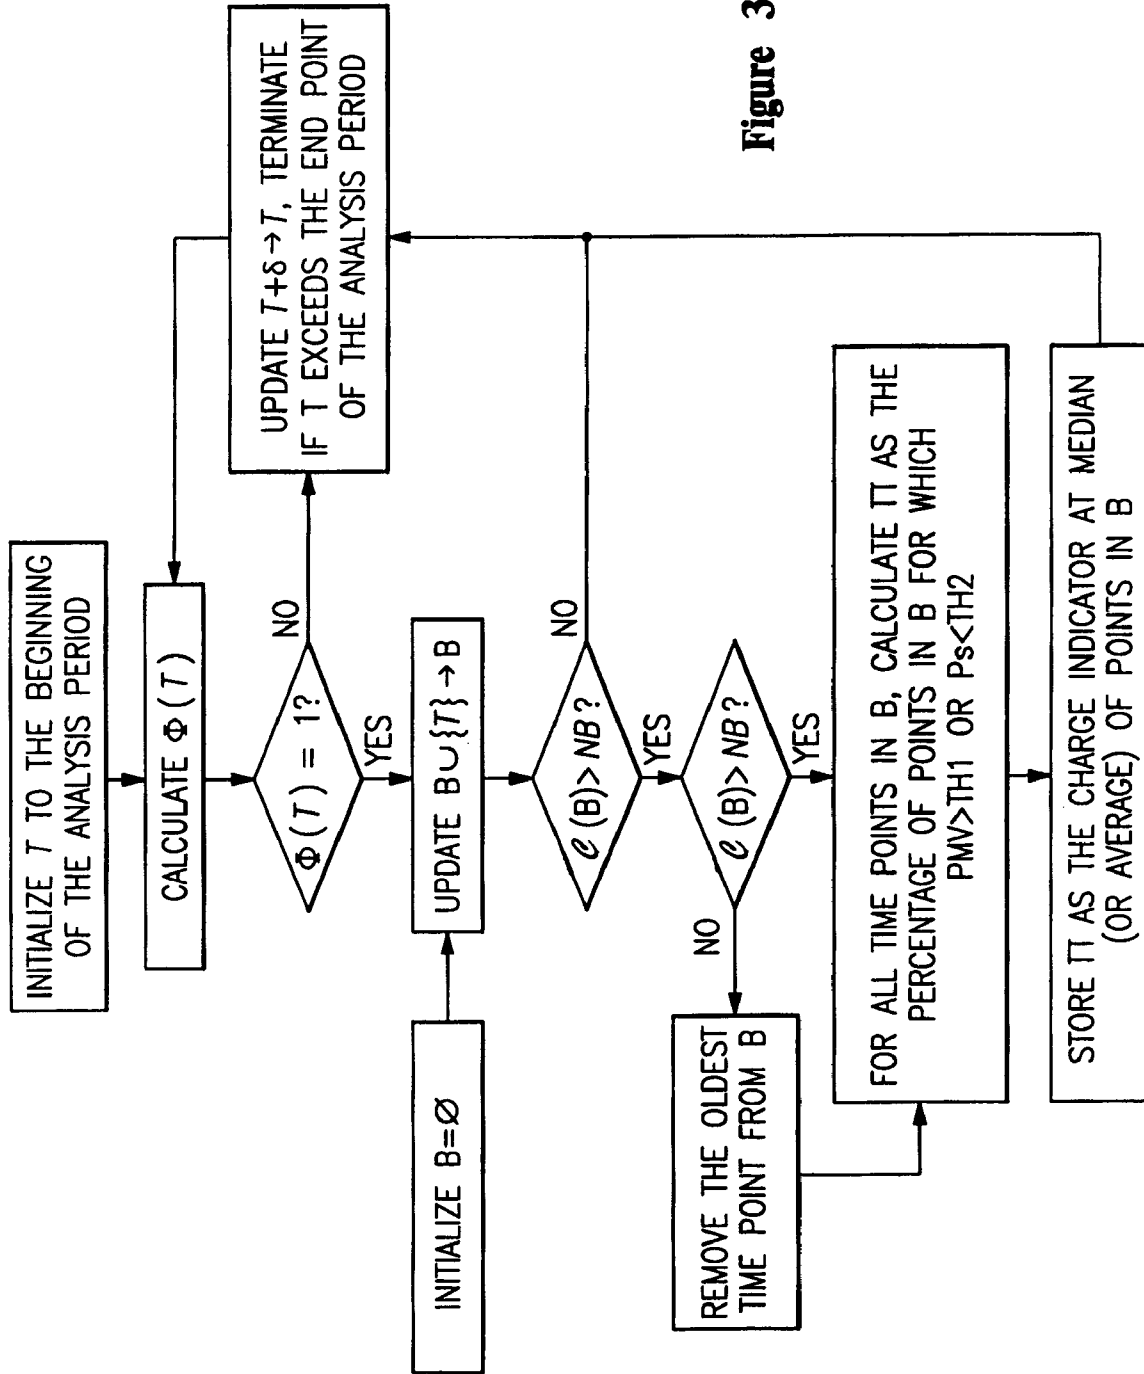 INITIALIZE T TO THE BEGINNING
OF THE ANALYSIS PERIOD
CALCULATE Φ(T)
Φ(T) = 1?
NO
YES
UPDATE T+δ→T, TERMINATE
IF T EXCEEDS THE END POINT
OF THE ANALYSIS PERIOD
INITIALIZE B=Ø
UPDATE B∪{T}→B
𝒞(B)>NB?
NO
YES
𝒞(B)>NB?
NO
YES
REMOVE THE OLDEST
TIME POINT FROM B
FOR ALL TIME POINTS IN B, CALCULATE Π AS THE
PERCENTAGE OF POINTS IN B FOR WHICH
PMV>TH1 OR Ps<TH2
STORE Π AS THE CHARGE INDICATOR AT MEDIAN
(OR AVERAGE) OF POINTS IN B
Figure 3